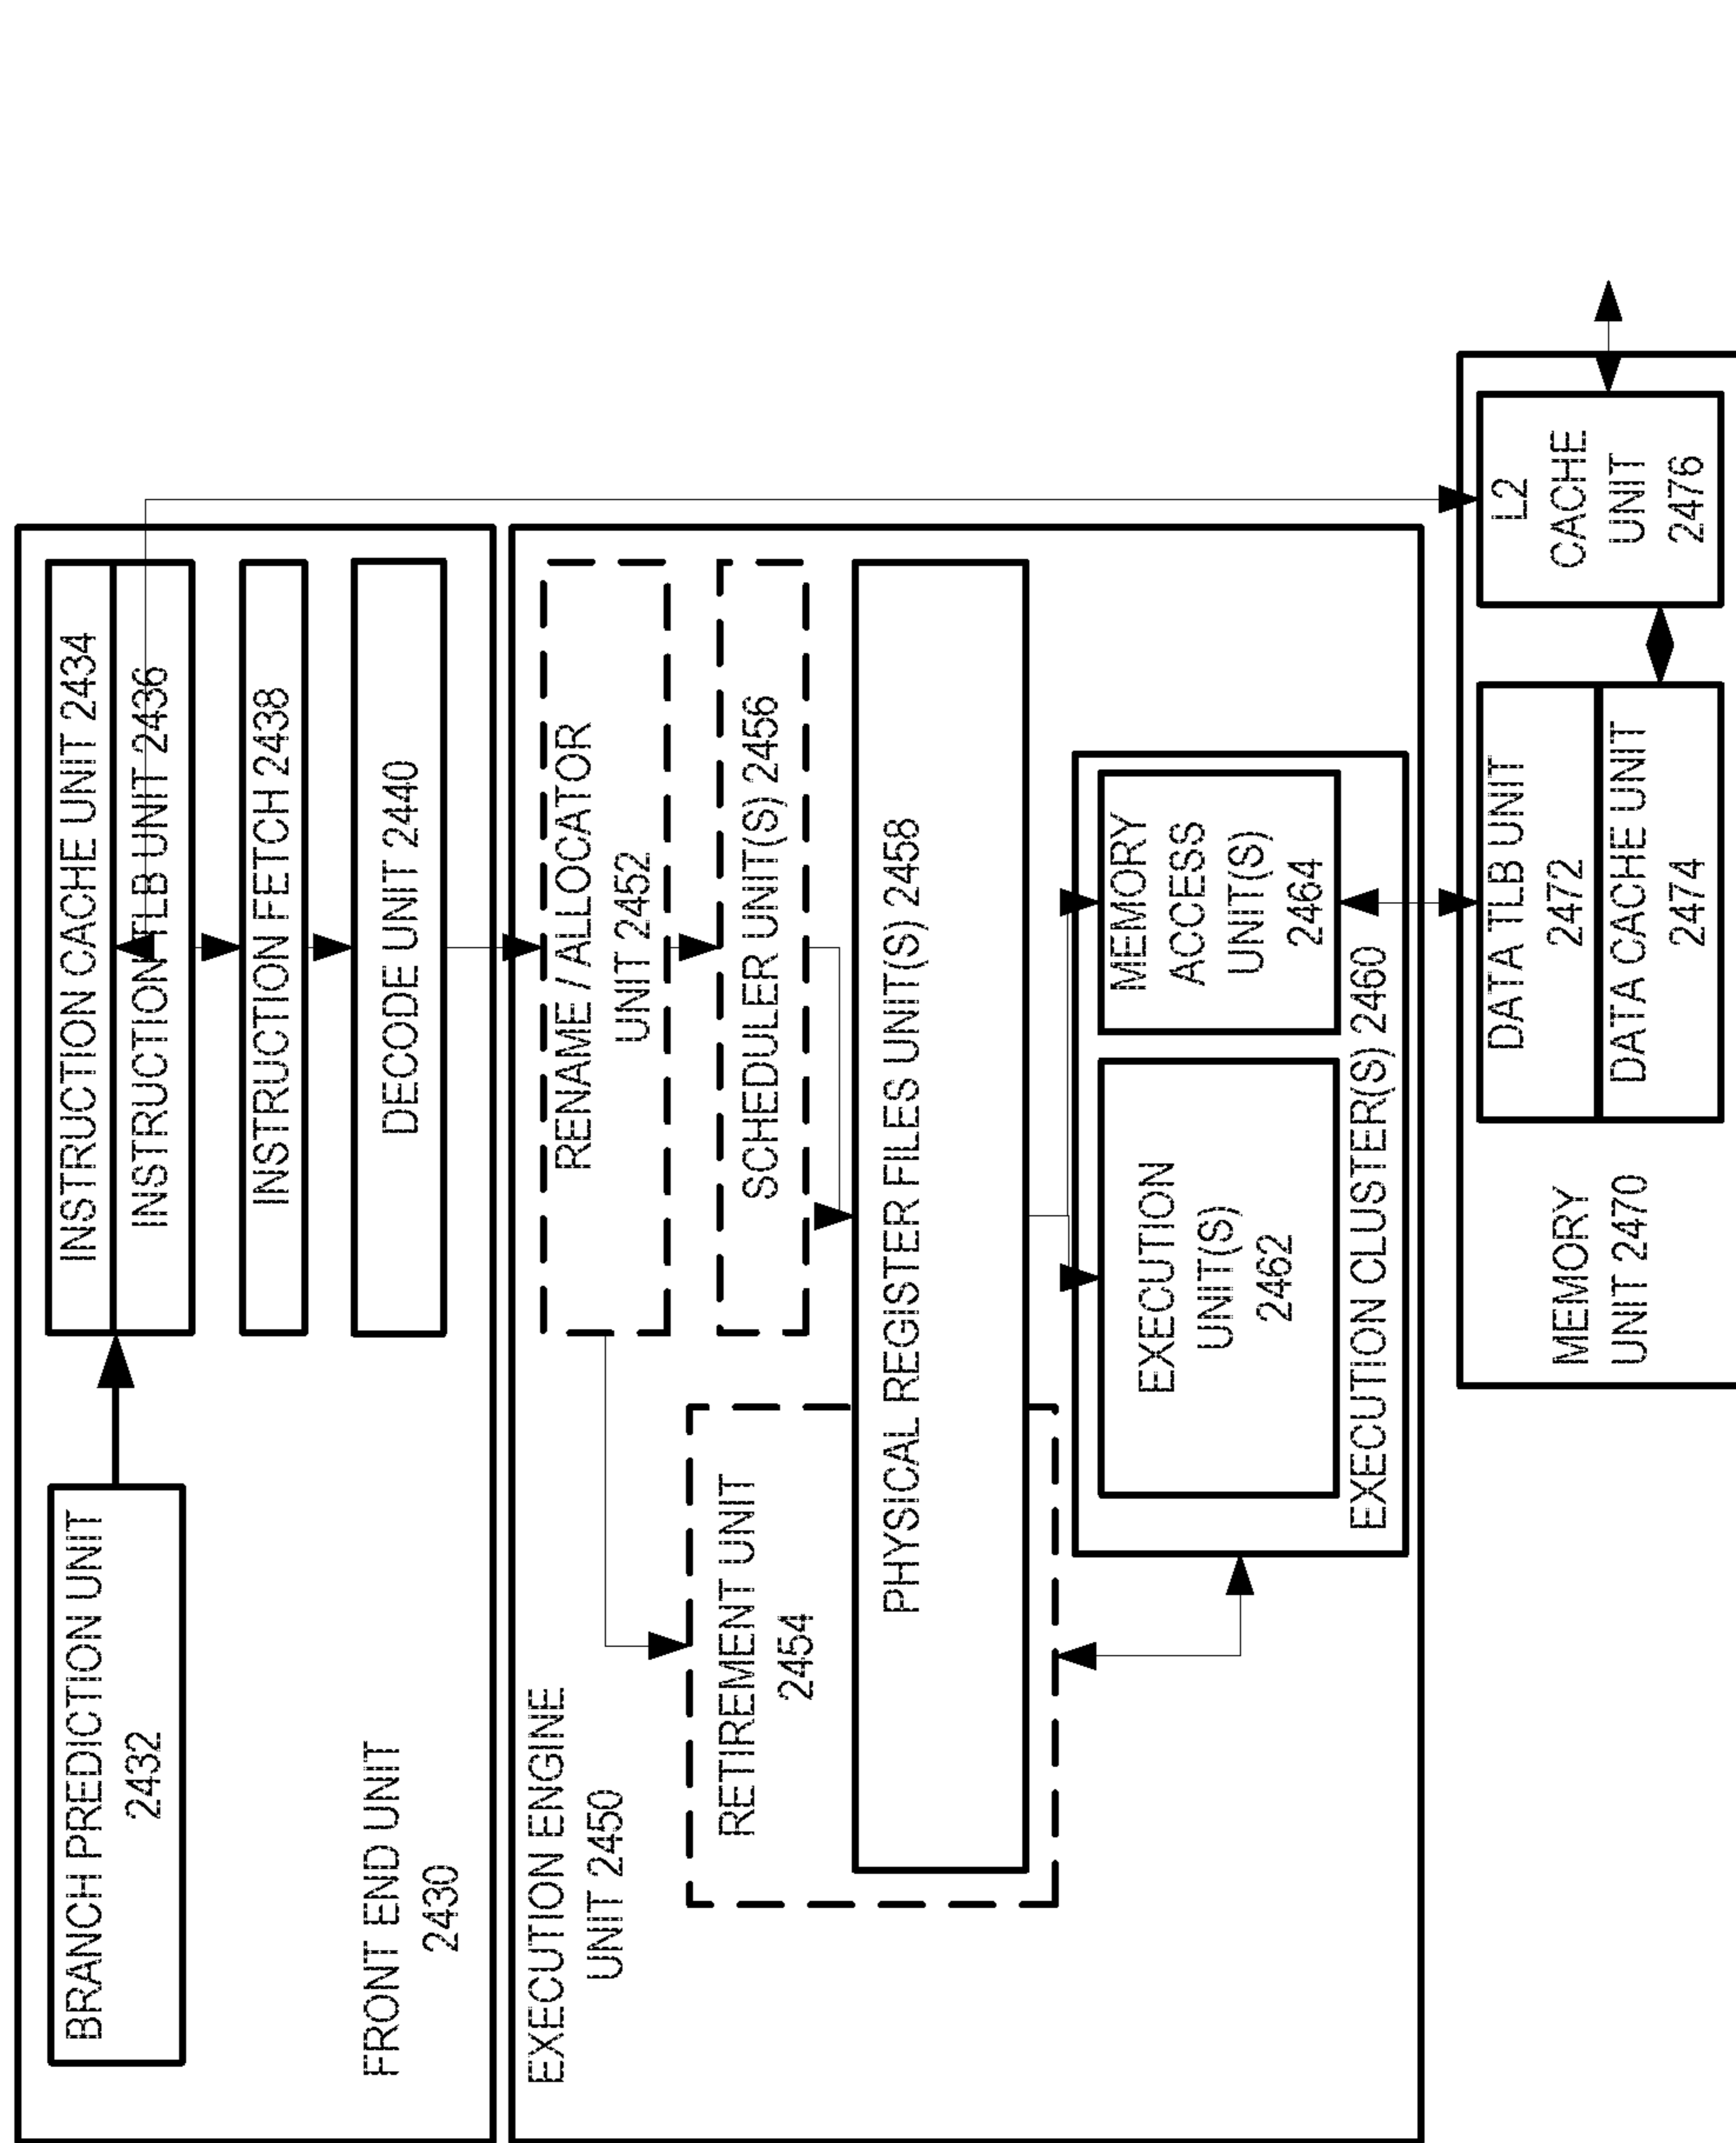 BRANCH PREDICTION UNIT
2432
INSTRUCTION CACHE UNIT 2434
INSTRUCTION TLB UNIT 2436
INSTRUCTION FETCH 2438
FRONT END UNIT
2430
DECODE UNIT 2440
EXECUTION ENGINE
UNIT 2450
RENAME / ALLOCATOR
UNIT 2452
RETIREMENT UNIT
2454
SCHEDULER UNIT(S) 2456
PHYSICAL REGISTER FILES UNIT(S) 2458
EXECUTION
UNIT(S)
2462
MEMORY
ACCESS
UNIT(S)
2464
EXECUTION CLUSTER(S) 2460
MEMORY
UNIT 2470
DATA TLB UNIT
2472
DATA CACHE UNIT
2474
L2
CACHE
UNIT
2476